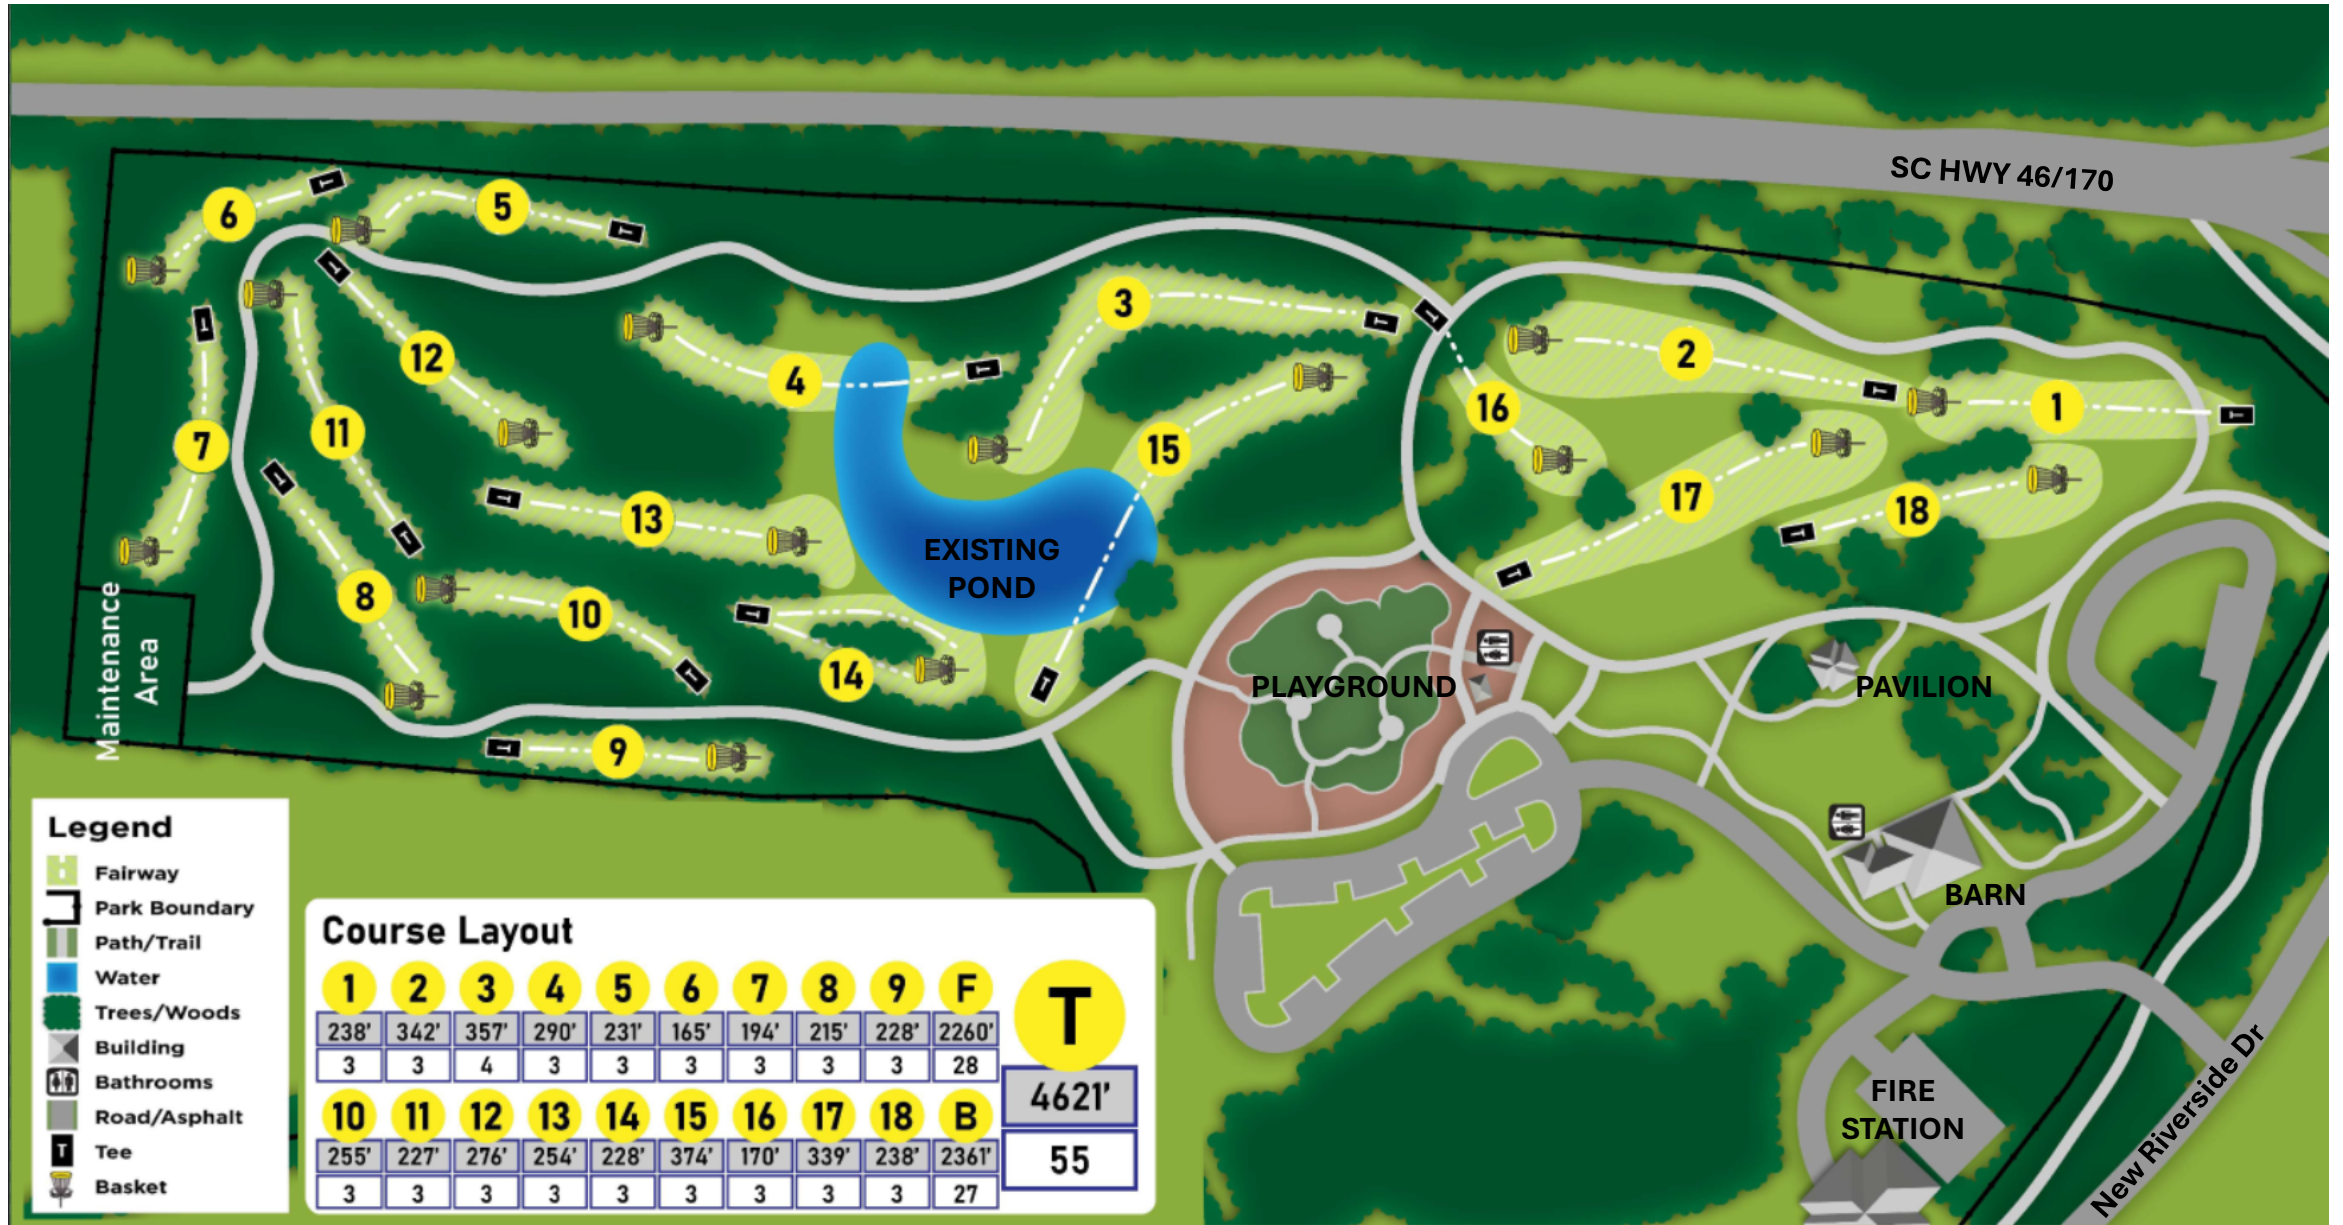 SC HWY 46/170
6
5
3
2
1
12
4
16
15
11
7
17
18
13
EXISTING
POND
8
10
14
9
PLAYGROUND
PAVILION
BARN
Maintenance
Area
FIRE
STATION
New Riverside Dr
Legend
Fairway
Park Boundary
Path/Trail
Water
Trees/Woods
Building
Bathrooms
Road/Asphalt
T Tee
Basket
Course Layout
1 2 3 4 5 6 7 8 9 F
238' 342' 357' 290' 231' 165' 194' 215' 228' 2260'
3 3 4 3 3 3 3 3 3 28
10 11 12 13 14 15 16 17 18 B
255' 227' 276' 254' 228' 374' 170' 339' 238' 2361'
3 3 3 3 3 3 3 3 3 27
T
4621'
55